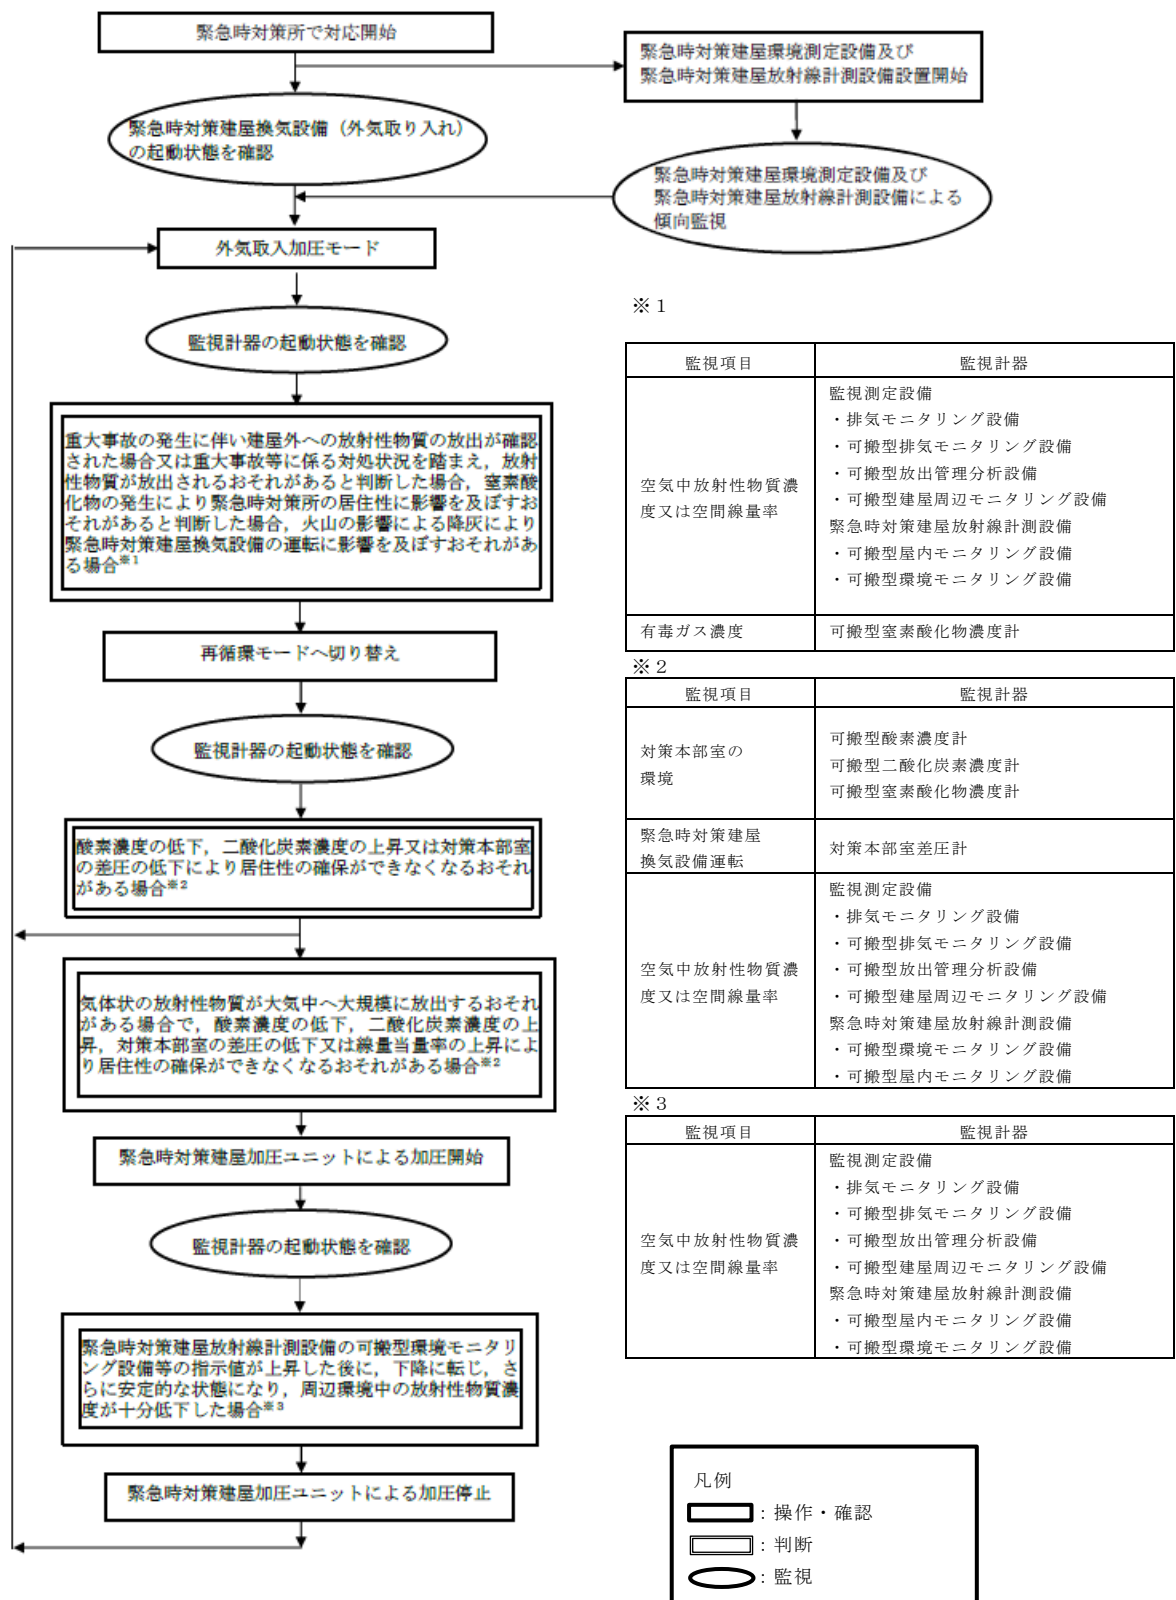 緊急時対策所で対応開始
緊急時対策建屋環境測定設備及び
緊急時対策建屋放射線計測設備設置開始
緊急時対策建屋換気設備（外気取り入れ）
の起動状態を確認
緊急時対策建屋環境測定設備及び
緊急時対策建屋放射線計測設備による
傾向監視
外気取入加圧モード
監視計器の起動状態を確認
重大事故の発生に伴い建屋外への放射性物質の放出が確認
された場合又は重大事故等に係る対処状況を踏まえ，放射
性物質が放出されるおそれがあると判断した場合，窒素酸
化物の発生により緊急時対策所の居住性に影響を及ぼすお
それがあると判断した場合，火山の影響による降灰により
緊急時対策建屋換気設備の運転に影響を及ぼすおそれがあ
る場合※1
再循環モードへ切り替え
監視計器の起動状態を確認
酸素濃度の低下，二酸化炭素濃度の上昇又は対策本部室
の差圧の低下により居住性の確保ができなくなるおそれ
がある場合※2
気体状の放射性物質が大気中へ大規模に放出するおそれ
がある場合で，酸素濃度の低下，二酸化炭素濃度の上
昇，対策本部室の差圧の低下又は線量当量率の上昇によ
り居住性の確保ができなくなるおそれがある場合※2
緊急時対策建屋加圧ユニットによる加圧開始
監視計器の起動状態を確認
緊急時対策建屋放射線計測設備の可搬型環境モニタリ
ング設備等の指示値が上昇した後に，下降に転じ，さ
らに安定的な状態になり，周辺環境中の放射性物質濃
度が十分低下した場合※3
緊急時対策建屋加圧ユニットによる加圧停止
※１
監視項目 監視計器
空気中放射性物質濃
度又は空間線量率
監視測定設備
・排気モニタリング設備
・可搬型排気モニタリング設備
・可搬型放出管理分析設備
・可搬型建屋周辺モニタリング設備
緊急時対策建屋放射線計測設備
・可搬型屋内モニタリング設備
・可搬型環境モニタリング設備
有毒ガス濃度 可搬型窒素酸化物濃度計
※２
監視項目 監視計器
対策本部室の
環境
可搬型酸素濃度計
可搬型二酸化炭素濃度計
可搬型窒素酸化物濃度計
緊急時対策建屋
換気設備運転
対策本部室差圧計
空気中放射性物質濃
度又は空間線量率
監視測定設備
・排気モニタリング設備
・可搬型排気モニタリング設備
・可搬型放出管理分析設備
・可搬型建屋周辺モニタリング設備
緊急時対策建屋放射線計測設備
・可搬型環境モニタリング設備
・可搬型屋内モニタリング設備
※３
監視項目 監視計器
空気中放射性物質濃
度又は空間線量率
監視測定設備
・排気モニタリング設備
・可搬型排気モニタリング設備
・可搬型放出管理分析設備
・可搬型建屋周辺モニタリング設備
緊急時対策建屋放射線計測設備
・可搬型屋内モニタリング設備
・可搬型環境モニタリング設備
凡例
：操作・確認
：判断
：監視